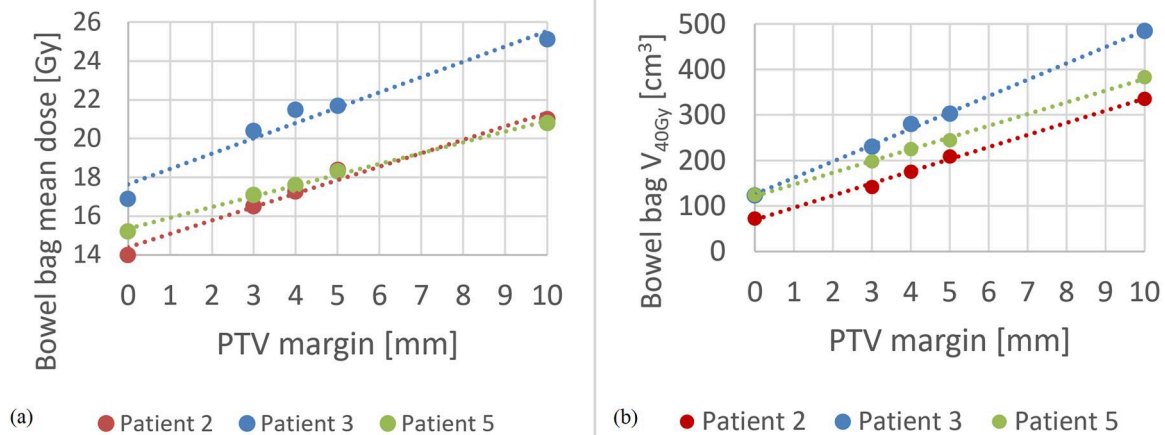 Bowel bag mean dose [Gy]
26
24
22
20
18
16
14
0 1 2 3 4 5 6 7 8 9 10
PTV margin [mm]
(a)
Patient 2 Patient 3 Patient 5
Bowel bag V40Gy [cm³]
500
400
300
200
100
0
0 1 2 3 4 5 6 7 8 9 10
PTV margin [mm]
(b)
Patient 2 Patient 3 Patient 5